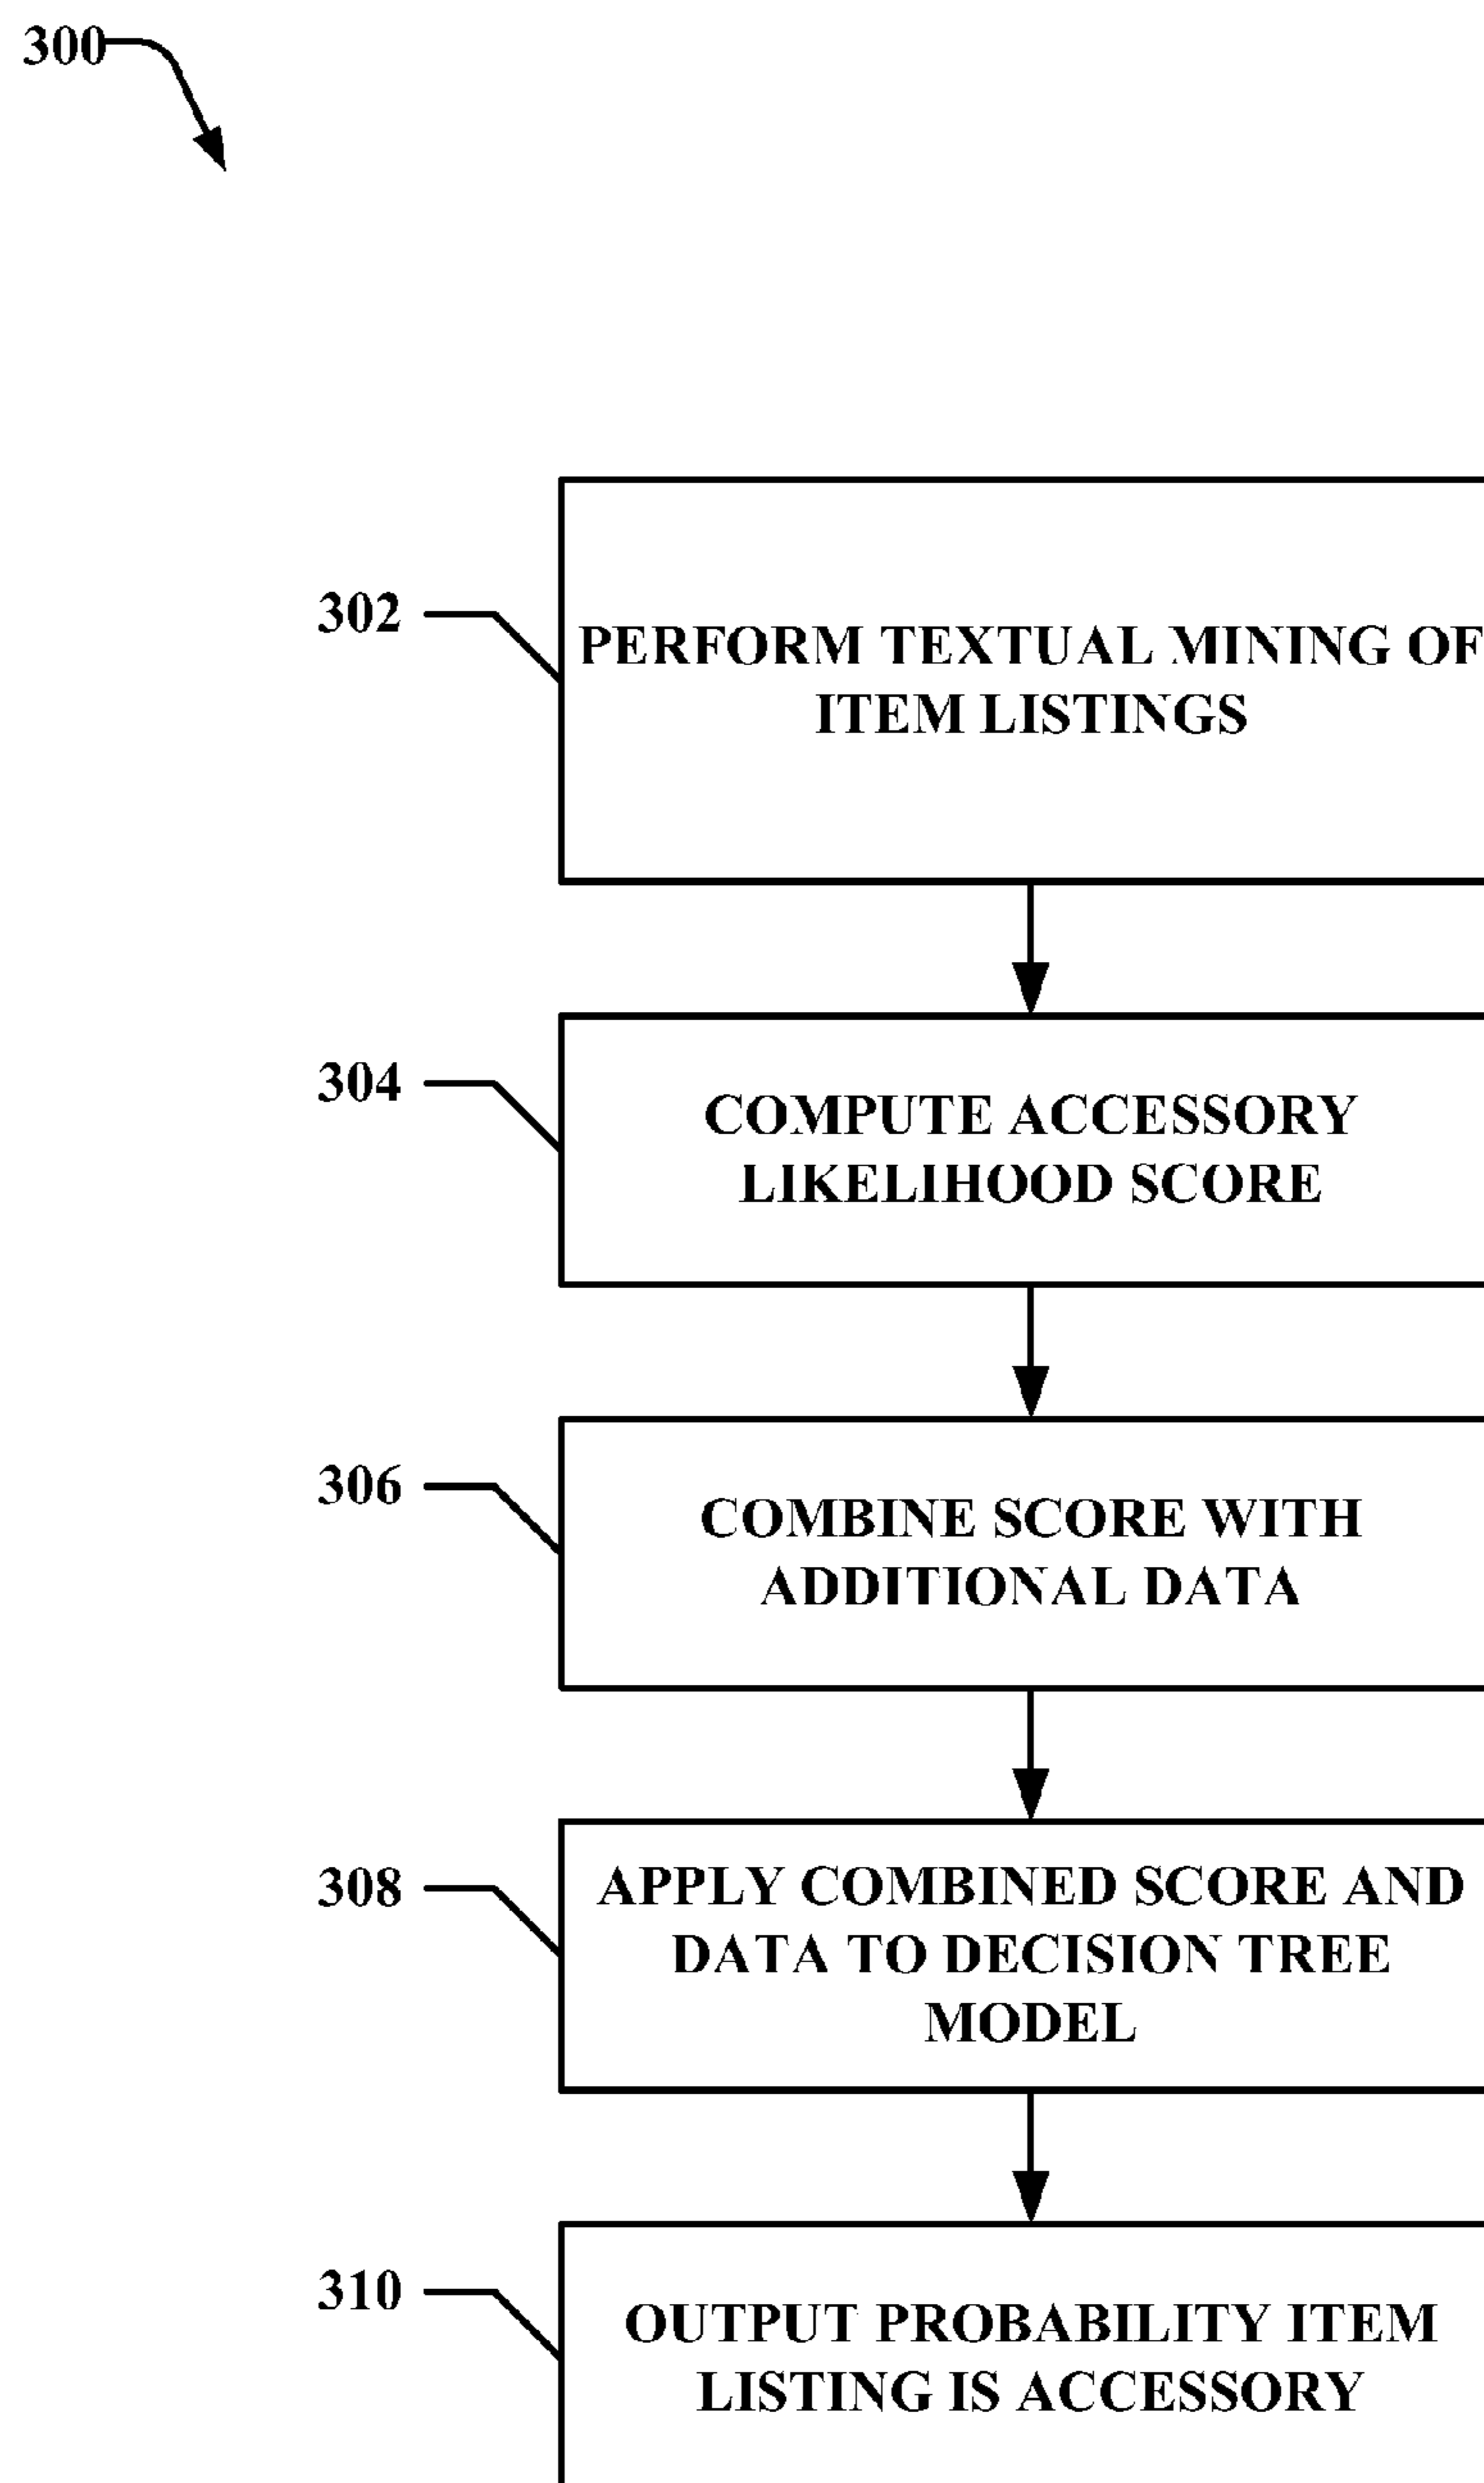 300
302
PERFORM TEXTUAL MINING OF
ITEM LISTINGS
304
COMPUTE ACCESSORY
LIKELIHOOD SCORE
306
COMBINE SCORE WITH
ADDITIONAL DATA
308
APPLY COMBINED SCORE AND
DATA TO DECISION TREE
MODEL
310
OUTPUT PROBABILITY ITEM
LISTING IS ACCESSORY